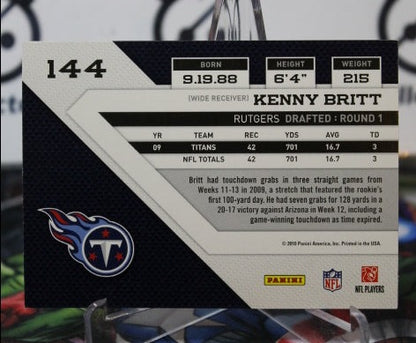 144
BORN HEIGHT WEIGHT
9.19.88 6'4" 215
(WIDE RECEIVER) KENNY BRITT
RUTGERS DRAFTED : ROUND 1
YR TEAM REC YDS AVG TD
09 TITANS 42 701 16.7 3
NFL TOTALS 42 701 16.7 3
Britt had touchdown grabs in three straight games from
Weeks 11-13 in 2009, a stretch that featured the rookie's
first 100-yard day. He had seven grabs for 128 yards in a
20-17 victory against Arizona in Week 12, including a
game-winning touchdown as time expired.
© 2010 Panini America, Inc. Printed in the USA.
T
PANINI
NFL
NFL PLAYERS